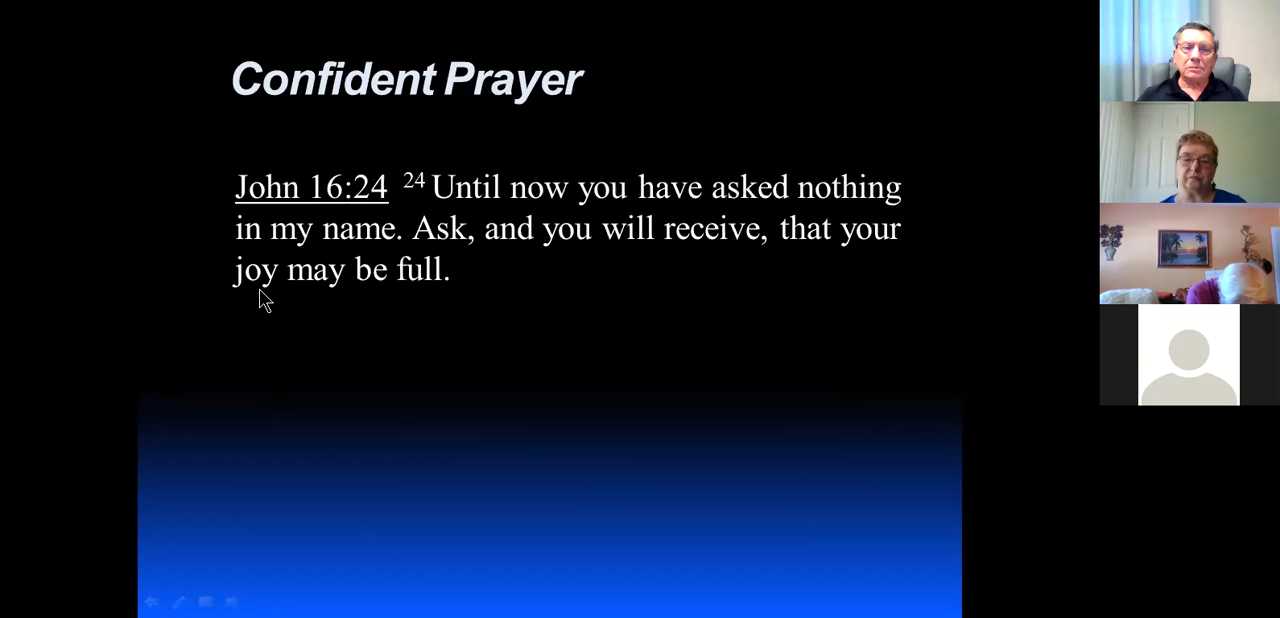 Confident Prayer
John 16:24 24 Until now you have asked nothing
in my name. Ask, and you will receive, that your
joy may be full.